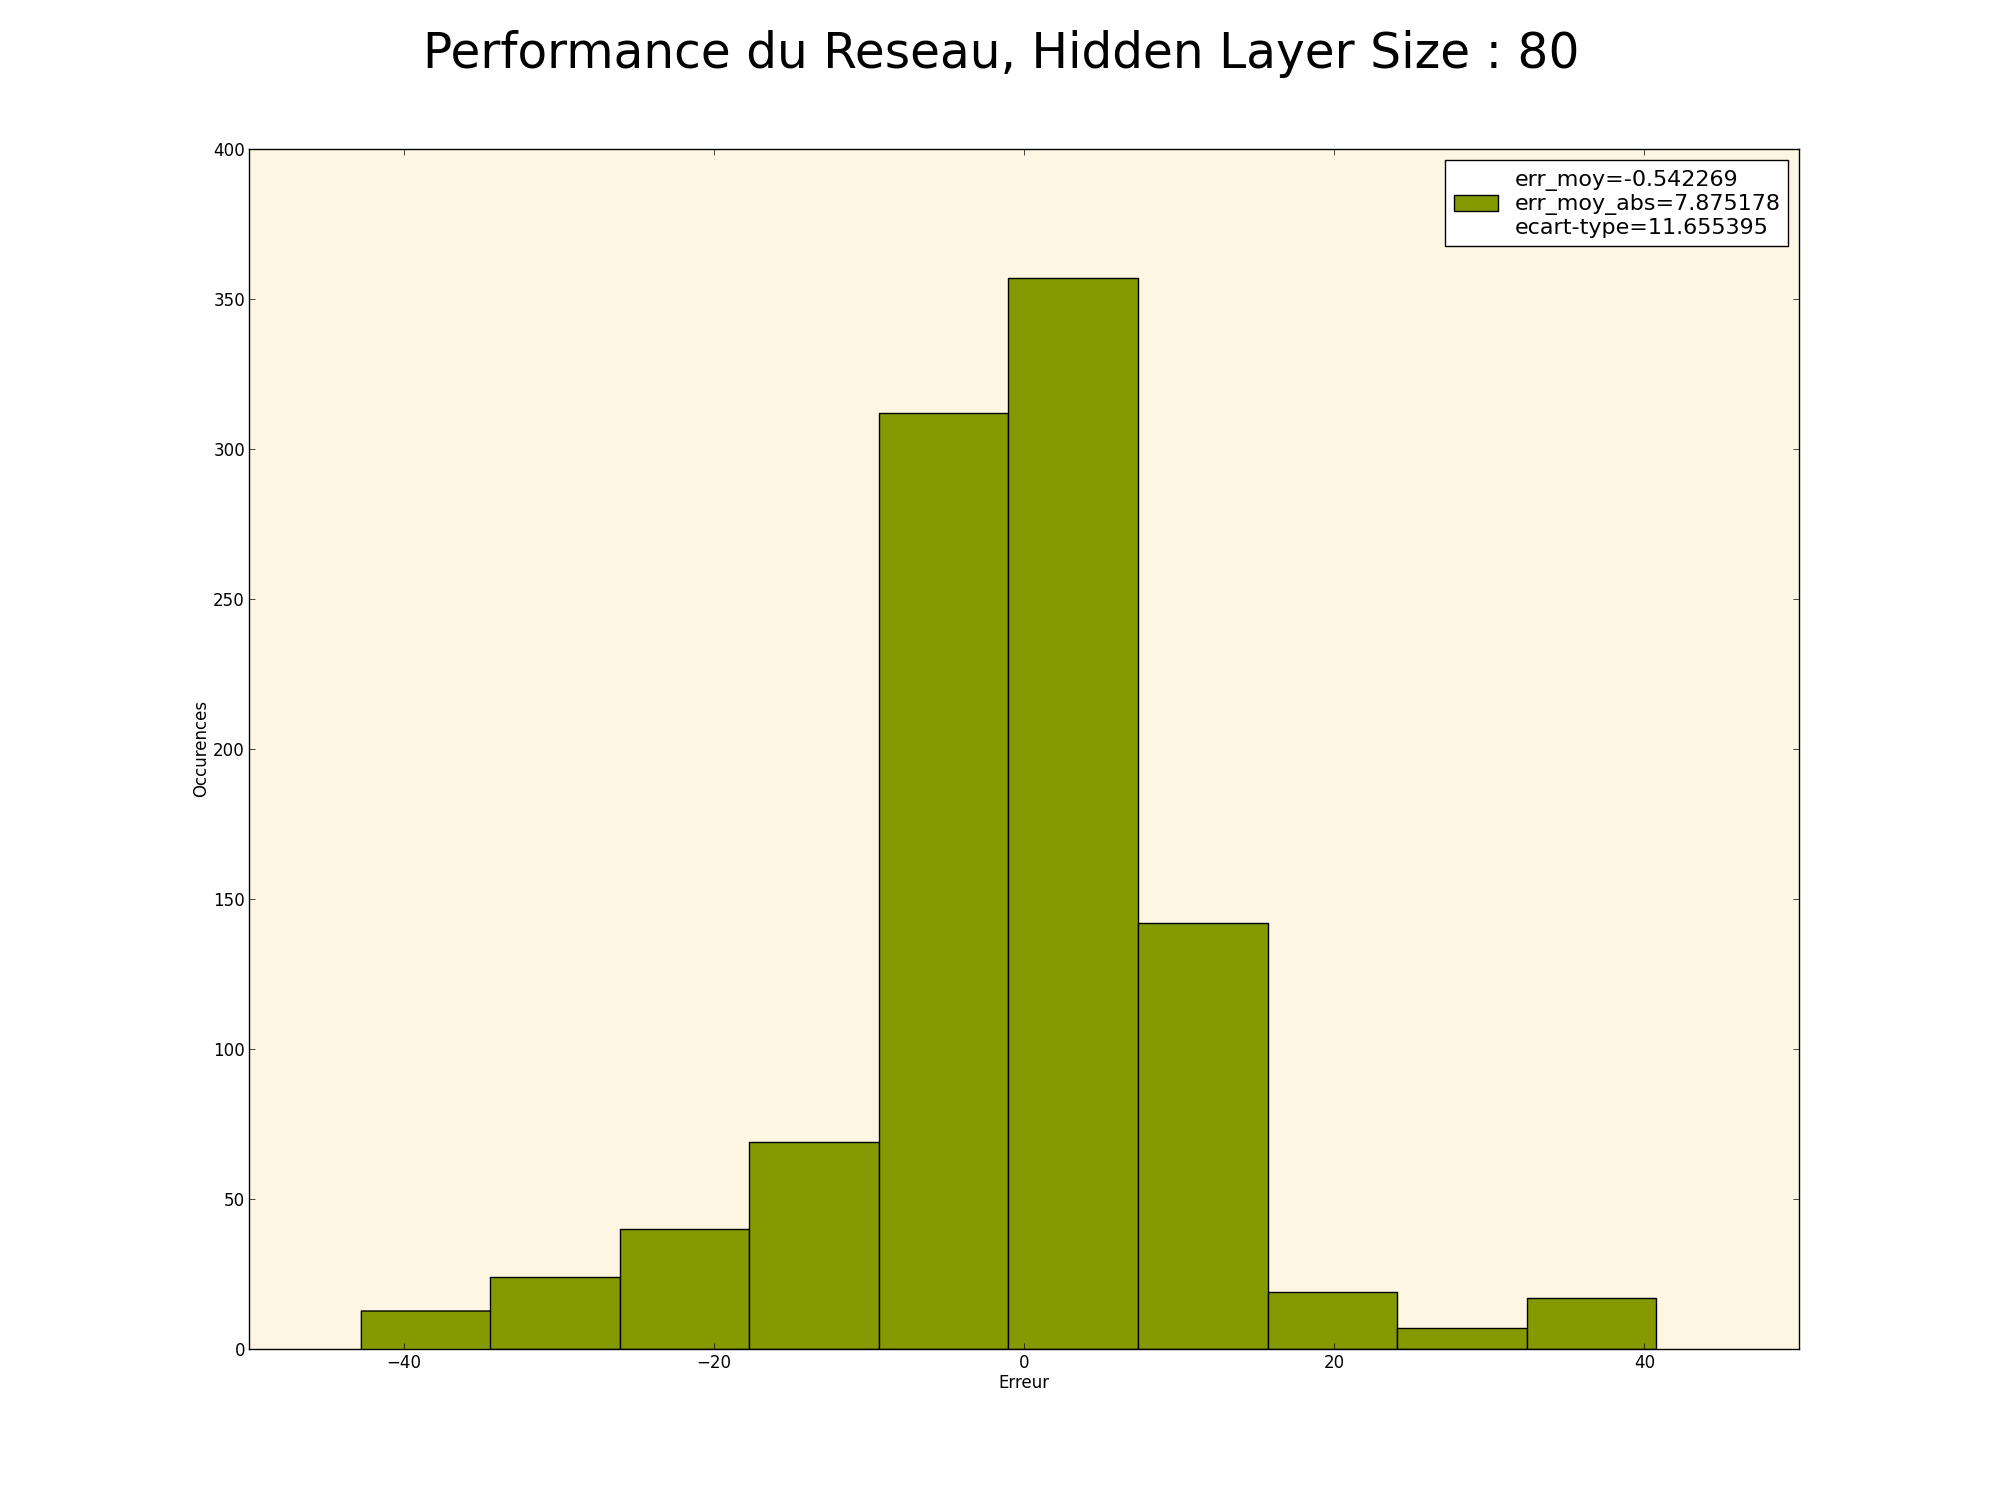 Performance du Reseau, Hidden Layer Size : 80
400
350
300
250
200
150
100
50
0
Occurences
err_moy=-0.542269
err_moy_abs=7.875178
ecart-type=11.655395
−40
−20
0
20
40
Erreur